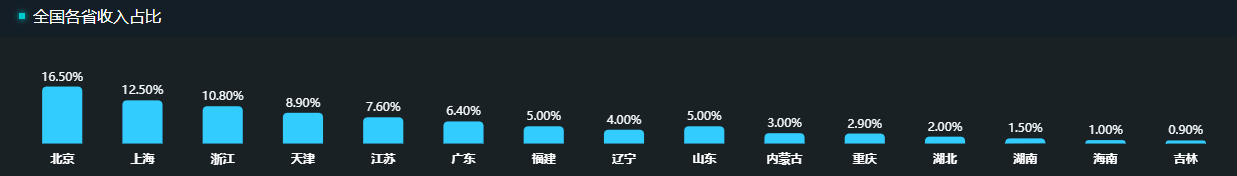 全国各省收入占比
16.50% 12.50% 10.80% 8.90% 7.60% 6.40% 5.00% 4.00% 5.00% 3.00% 2.90% 2.00% 1.50% 1.00% 0.90%
北京 上海 浙江 天津 江苏 广东 福建 辽宁 山东 内蒙古 重庆 湖北 湖南 海南 吉林